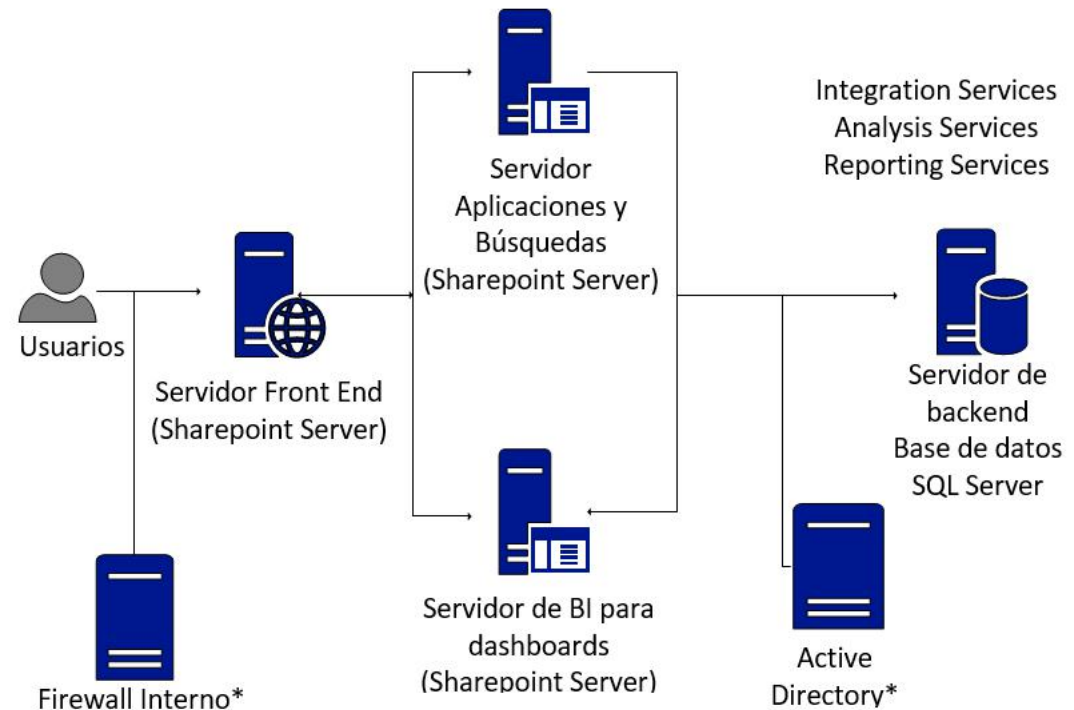 Servidor
Aplicaciones y
Búsquedas
(Sharepoint Server)
Integration Services
Analysis Services
Reporting Services
Usuarios
Servidor Front End
(Sharepoint Server)
Servidor de
backend
Base de datos
SQL Server
Servidor de BI para
dashboards
(Sharepoint Server)
Firewall Interno*
Active
Directory*